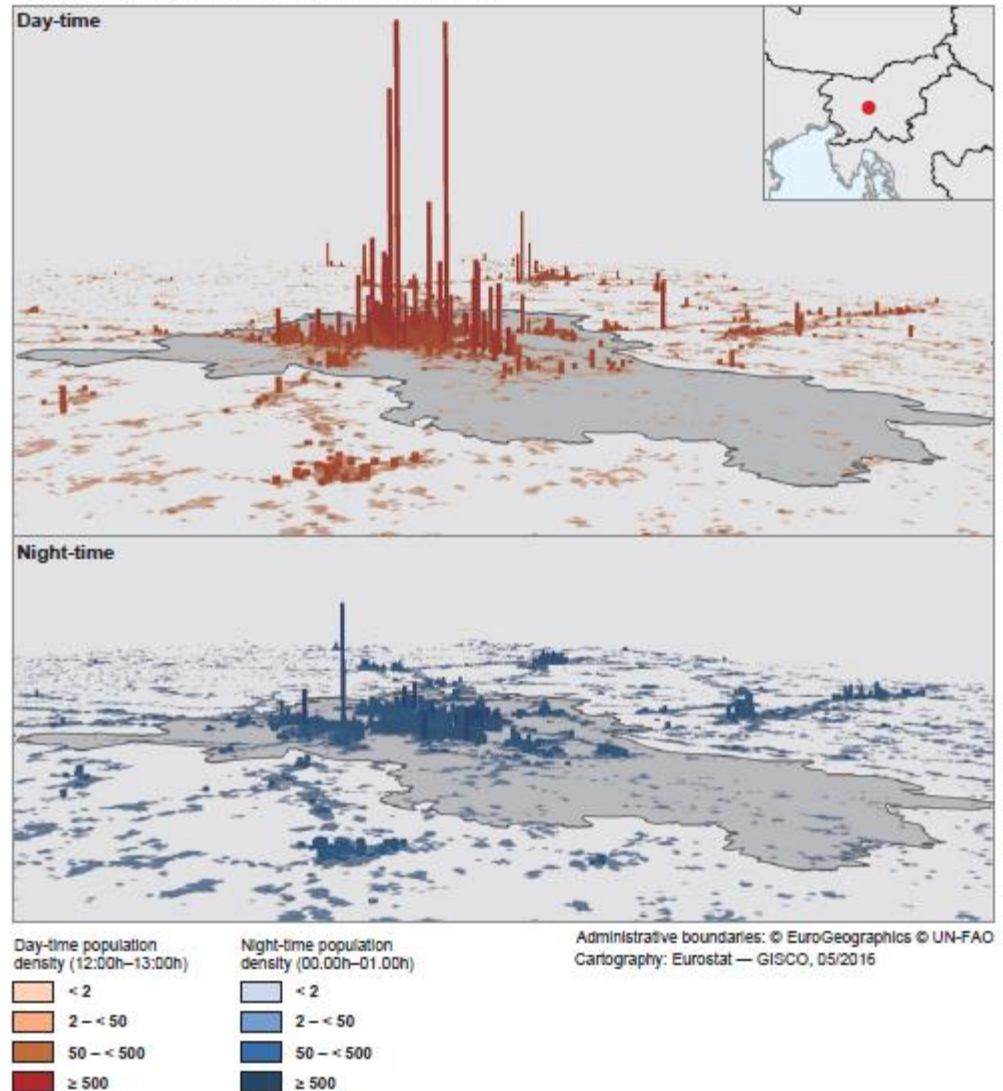 Day-time
Night-time
Day-time population
density (12:00h–13:00h)
< 2
2 – < 50
50 – < 500
≥ 500
Night-time population
density (00.00h–01.00h)
< 2
2 – < 50
50 – < 500
≥ 500
Administrative boundaries: © EuroGeographics © UN-FAO
Cartography: Eurostat — GISCO, 05/2016